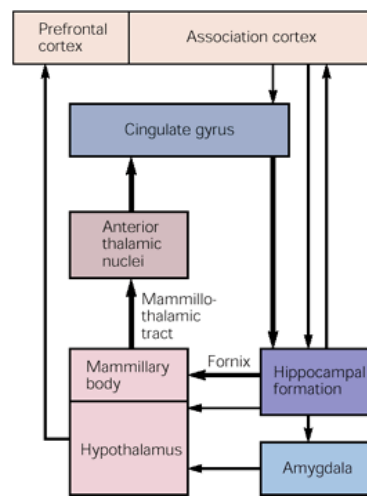 Prefrontal
cortex
Association cortex
Cingulate gyrus
Anterior
thalamic
nuclei
Mammillo-
thalamic
tract
Mammillary
body
Fornix
Hippocampal
formation
Hypothalamus
Amygdala